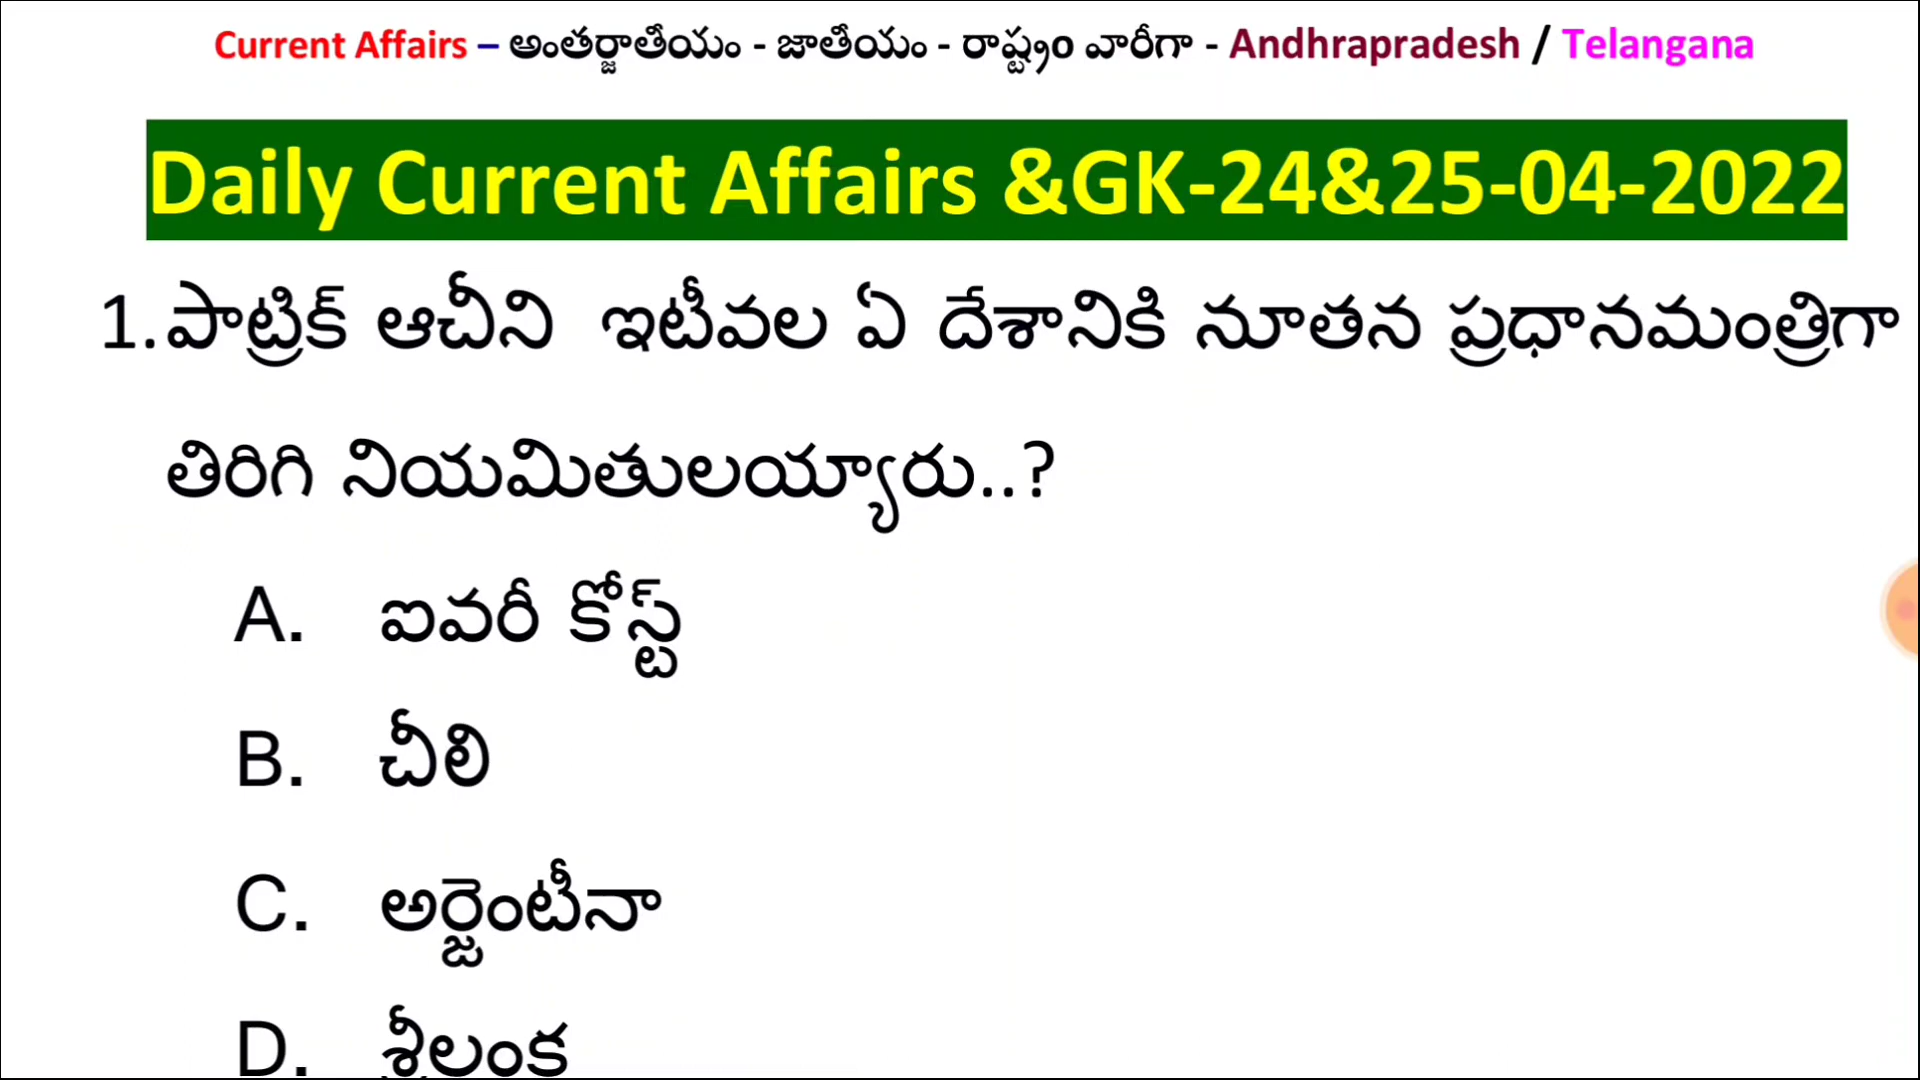 Current Affairs – అంతర్జాతీయం - జాతీయం - రాష్ట్రం వారీగా - Andhrapradesh / Telangana
Daily Current Affairs &GK-24&25-04-2022
1. పాట్రిక్ ఆచీని ఇటీవల ఏ దేశానికి నూతన ప్రధానమంత్రిగా
తిరిగి నియమితులయ్యారు..?
A. ఐవరీ కోస్ట్
B. చీలి
C. అర్జెంటీనా
D. శ్రీలంక